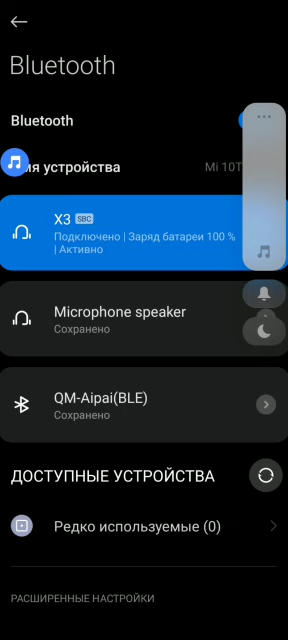 Bluetooth
Bluetooth
мя устройства
Mi 10T
X3 SBC
Подключено | Заряд батареи 100 %
| Активно
Microphone speaker
Сохранено
QM-Aipai(BLE)
Сохранено
ДОСТУПНЫЕ УСТРОЙСТВА
Редко используемые (0)
РАСШИРЕННЫЕ НАСТРОЙКИ